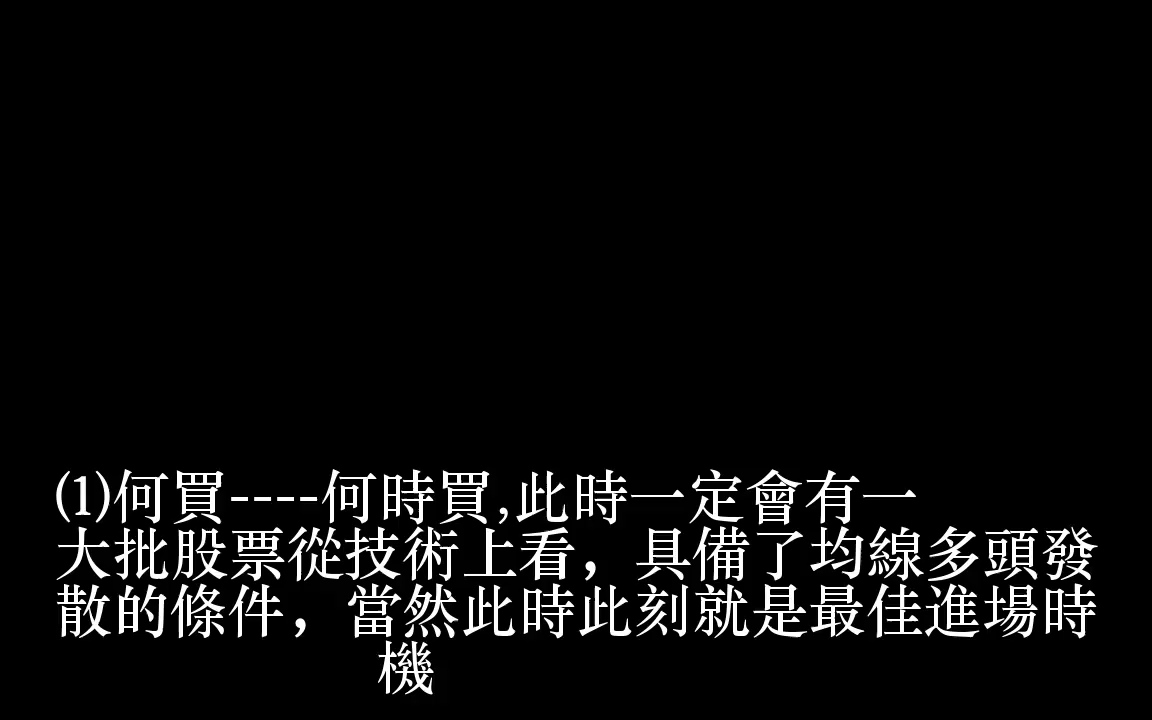 ⑴何買----何時買,此時一定會有一
大批股票從技術上看，具備了均線多頭發
散的條件，當然此時此刻就是最佳進場時
機